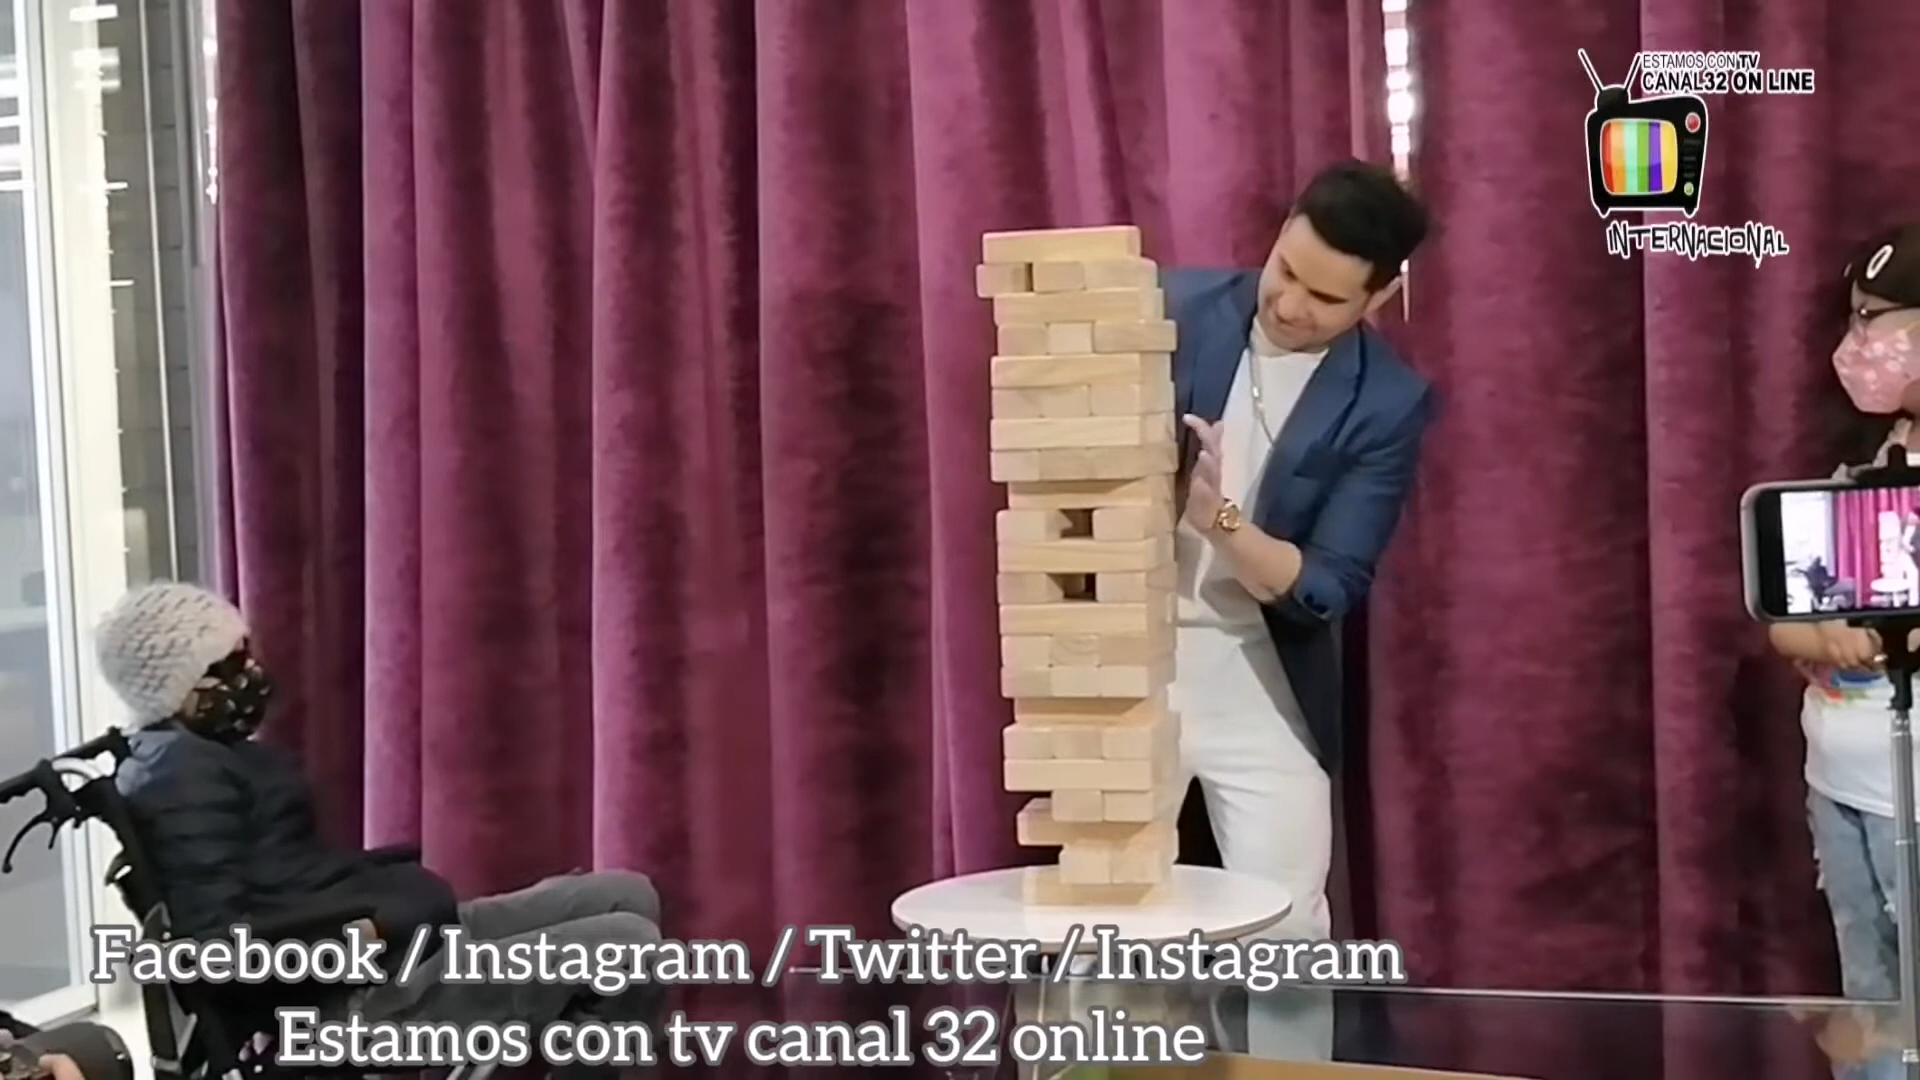 ESTAMOS CON TV
CANAL32 ON LINE
INTERNACIONAL
O
Facebook / Instagram / Twitter / Instagram
Estamos con tv canal 32 online